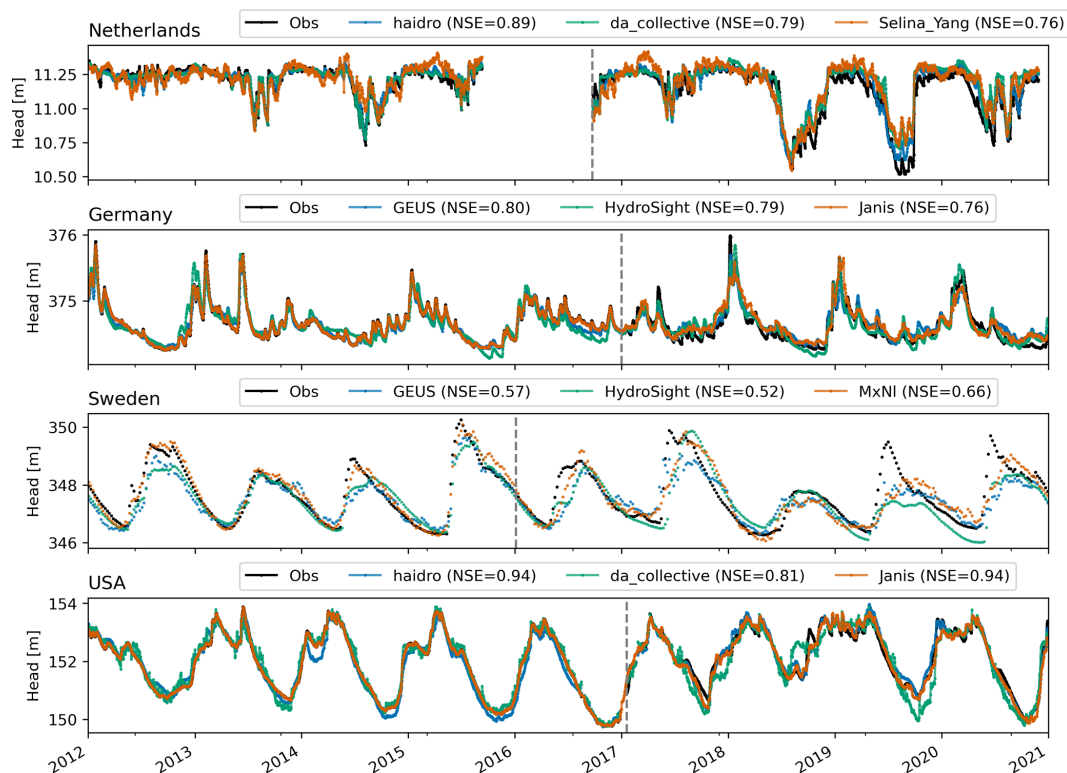 Netherlands
Obs haidro (NSE=0.89) da_collective (NSE=0.79) Selina_Yang (NSE=0.76)
Head [m]
11.25
11.00
10.75
10.50
Germany
Obs GEUS (NSE=0.80) HydroSight (NSE=0.79) Janis (NSE=0.76)
Head [m]
376
375
Sweden
Obs GEUS (NSE=0.57) HydroSight (NSE=0.52) MxNl (NSE=0.66)
Head [m]
350
348
346
USA
Obs haidro (NSE=0.94) da_collective (NSE=0.81) Janis (NSE=0.94)
Head [m]
154
152
150
2012 2013 2014 2015 2016 2017 2018 2019 2020 2021